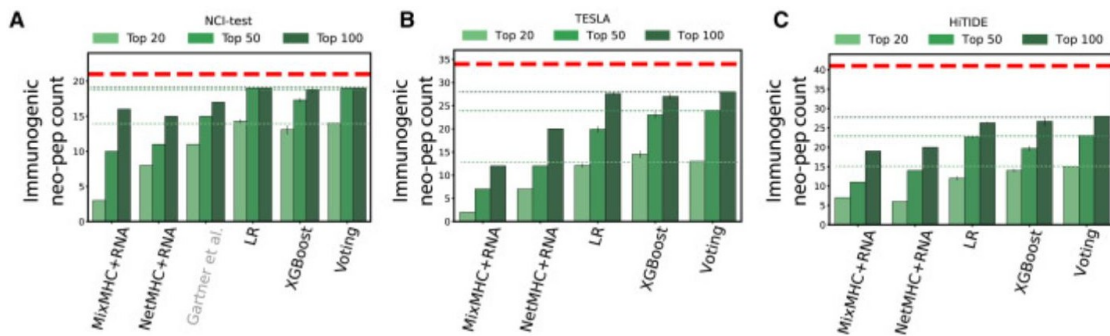 A
NCI-test
Top 20 Top 50 Top 100
Immunogenic
neo-pep count
20
15
10
5
0
MixMHC+RNA
NetMHC+RNA
Gartner et al.
LR
XGBoost
Voting
B
TESLA
Top 20 Top 50 Top 100
Immunogenic
neo-pep count
35
30
25
20
15
10
5
0
MixMHC+RNA
NetMHC+RNA
LR
XGBoost
Voting
C
HiTIDE
Top 20 Top 50 Top 100
Immunogenic
neo-pep count
40
35
30
25
20
15
10
5
0
MixMHC+RNA
NetMHC+RNA
LR
XGBoost
Voting